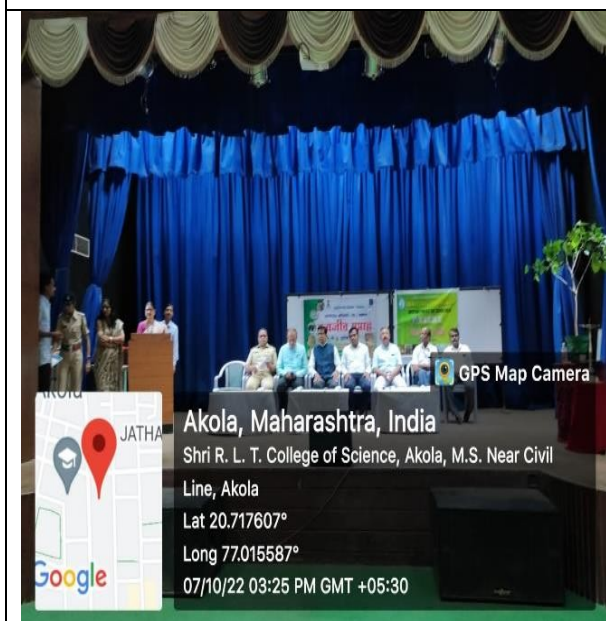 GPS Map Camera
Akola
JATHA
Google
Akola, Maharashtra, India
Shri R. L. T. College of Science, Akola, M.S. Near Civil
Line, Akola
Lat 20.717607°
Long 77.015587°
07/10/22 03:25 PM GMT +05:30